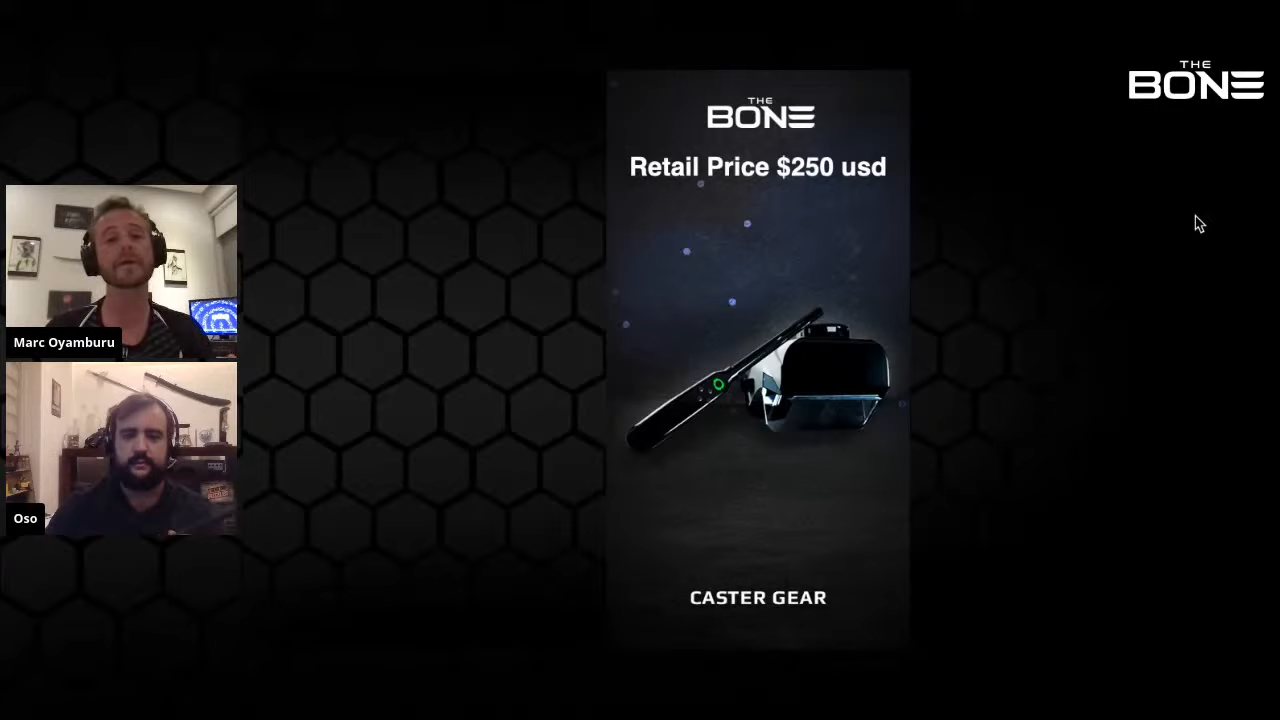 THE
BONE
THE
BONE
Retail Price $250 usd
Marc Oyamburu
Oso
CASTER GEAR